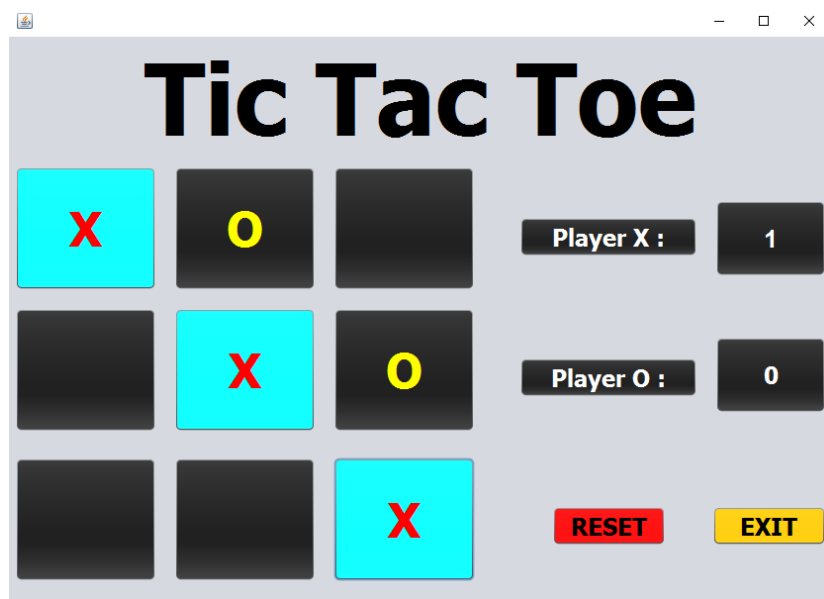 Tic Tac Toe
X O
Player X : 1
X O
Player O : 0
X
RESET EXIT